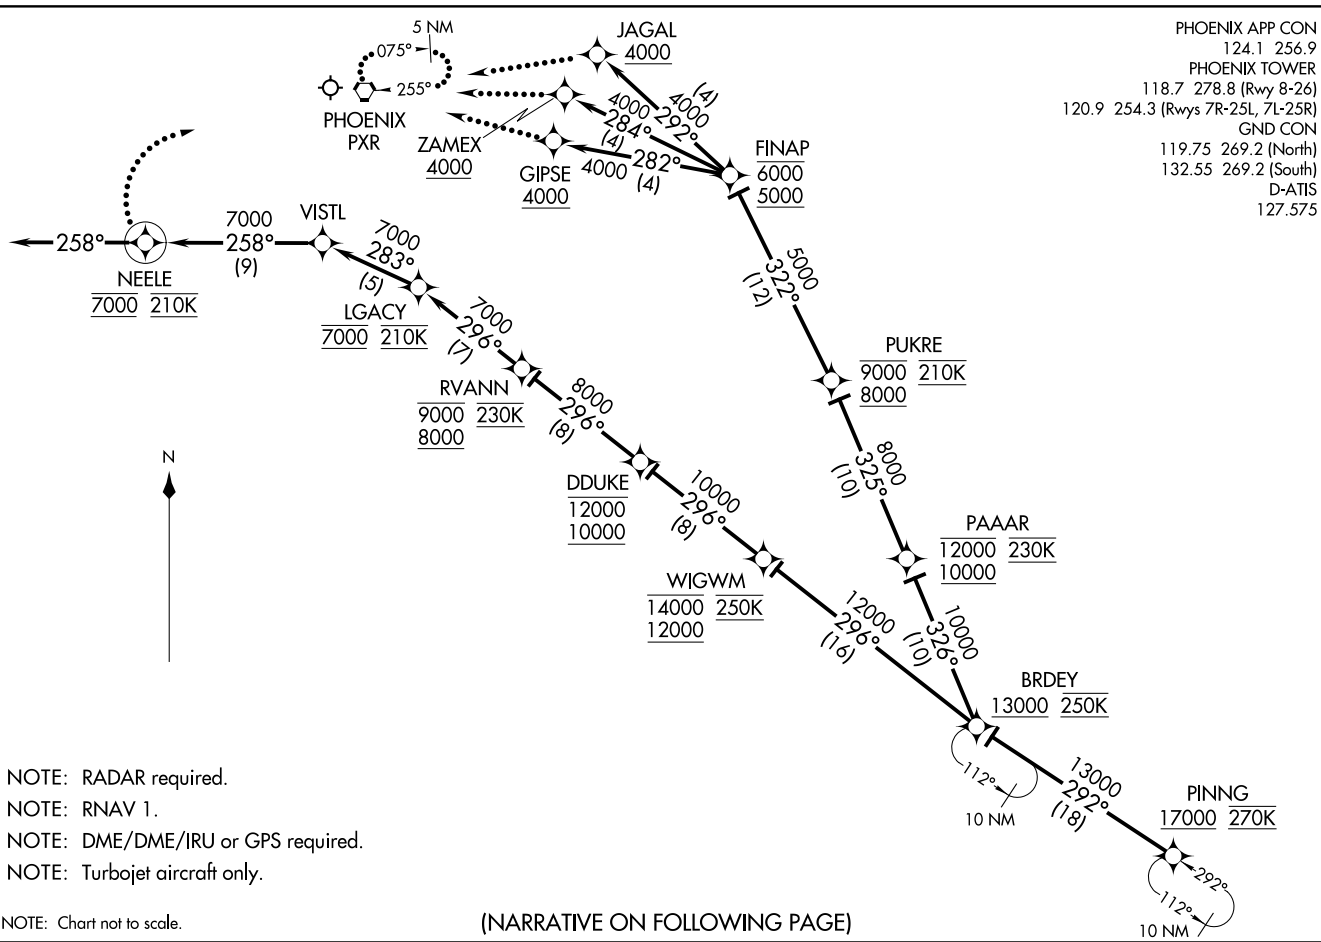 5 NM
075°
255°
PHOENIX
PXR
JAGAL
4000
ZAMEX
4000
GIPSE
4000
4000
292°
(4)
4000
284°
(4)
4000
282°
(4)
FINAP
6000
5000
PHOENIX APP CON
124.1 256.9
PHOENIX TOWER
118.7 278.8 (Rwy 8-26)
120.9 254.3 (Rwys 7R-25L, 7L-25R)
GND CON
119.75 269.2 (North)
132.55 269.2 (South)
D-ATIS
127.575
258°
NEELE
7000 210K
7000
258°
(9)
VISTL
7000
283°
(5)
LGACY
7000 210K
7000
296°
(7)
RVANN
9000 230K
8000
8000
296°
(8)
DDUKE
12000
10000
10000
296°
(8)
WIGWM
14000 250K
12000
12000
296°
(16)
5000
322°
(12)
PUKRE
9000 210K
8000
8000
325°
(10)
PAAAR
12000 230K
10000
10000
326°
(10)
BRDEY
13000 250K
112°
10 NM
13000
292°
(18)
PINNG
17000 270K
292°
112°
10 NM
N
NOTE: RADAR required.
NOTE: RNAV 1.
NOTE: DME/DME/IRU or GPS required.
NOTE: Turbojet aircraft only.
NOTE: Chart not to scale.
(NARRATIVE ON FOLLOWING PAGE)